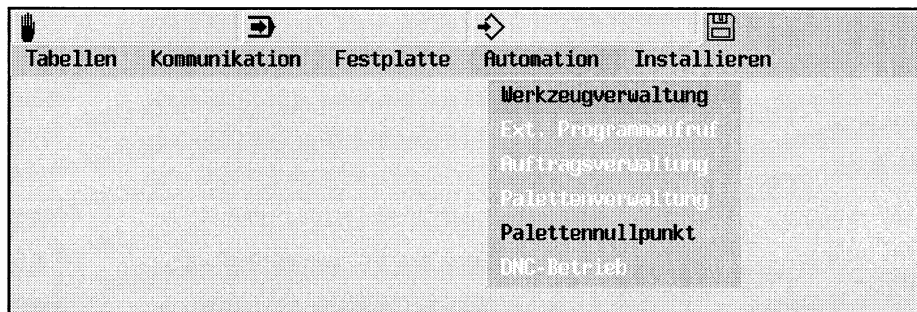 Tabellen Kommunikation Festplatte Automation Installieren
Werkzeugverwaltung
Ext. Programmaufruf
Auftragsverwaltung
Palettenverwaltung
Palettennullpunkt
DNC-Betrieb